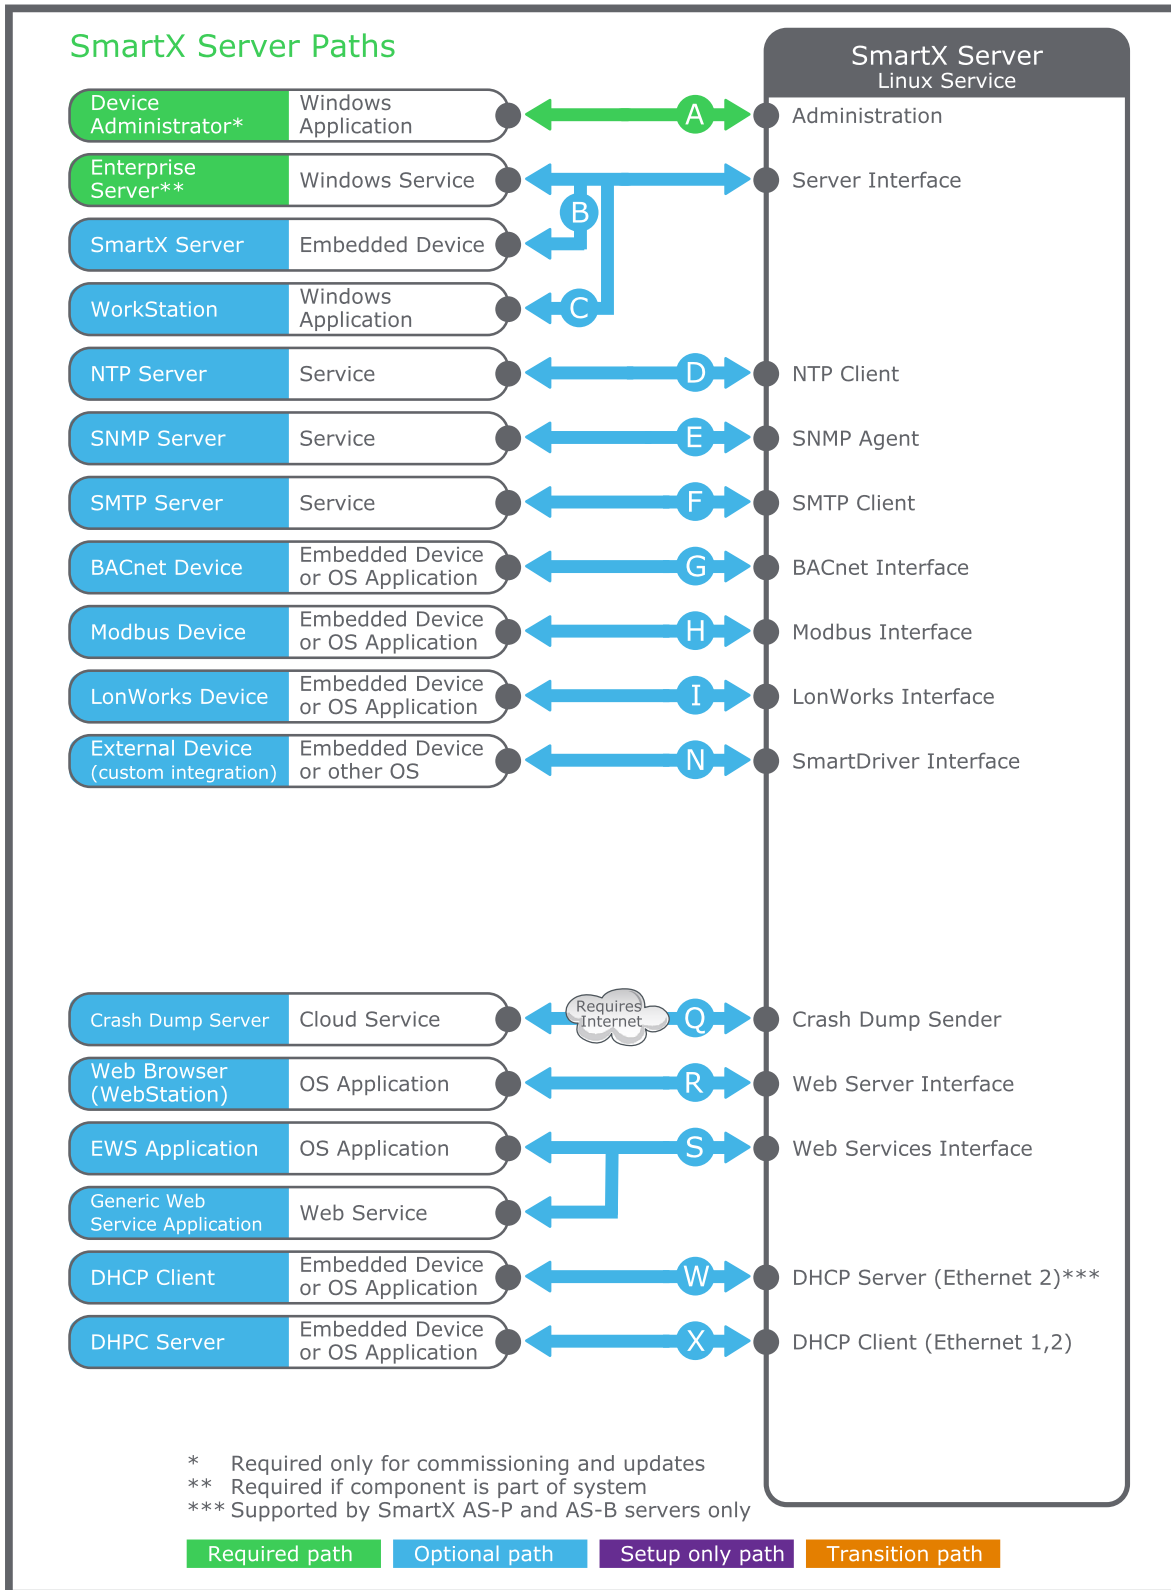 SmartX Server Paths
SmartX Server
Linux Service
Device
Administrator*
Windows
Application
A
Administration
Enterprise
Server**
Windows Service
Server Interface
B
SmartX Server
Embedded Device
WorkStation
Windows
Application
C
NTP Server
Service
D
NTP Client
SNMP Server
Service
E
SNMP Agent
SMTP Server
Service
F
SMTP Client
BACnet Device
Embedded Device
or OS Application
G
BACnet Interface
Modbus Device
Embedded Device
or OS Application
H
Modbus Interface
LonWorks Device
Embedded Device
or OS Application
I
LonWorks Interface
External Device
(custom integration)
Embedded Device
or other OS
N
SmartDriver Interface
Crash Dump Server
Cloud Service
Requires
Internet
Q
Crash Dump Sender
Web Browser
(WebStation)
OS Application
R
Web Server Interface
EWS Application
OS Application
S
Web Services Interface
Generic Web
Service Application
Web Service
DHCP Client
Embedded Device
or OS Application
W
DHCP Server (Ethernet 2)***
DHPC Server
Embedded Device
or OS Application
X
DHCP Client (Ethernet 1,2)
* Required only for commissioning and updates
** Required if component is part of system
*** Supported by SmartX AS-P and AS-B servers only
Required path
Optional path
Setup only path
Transition path